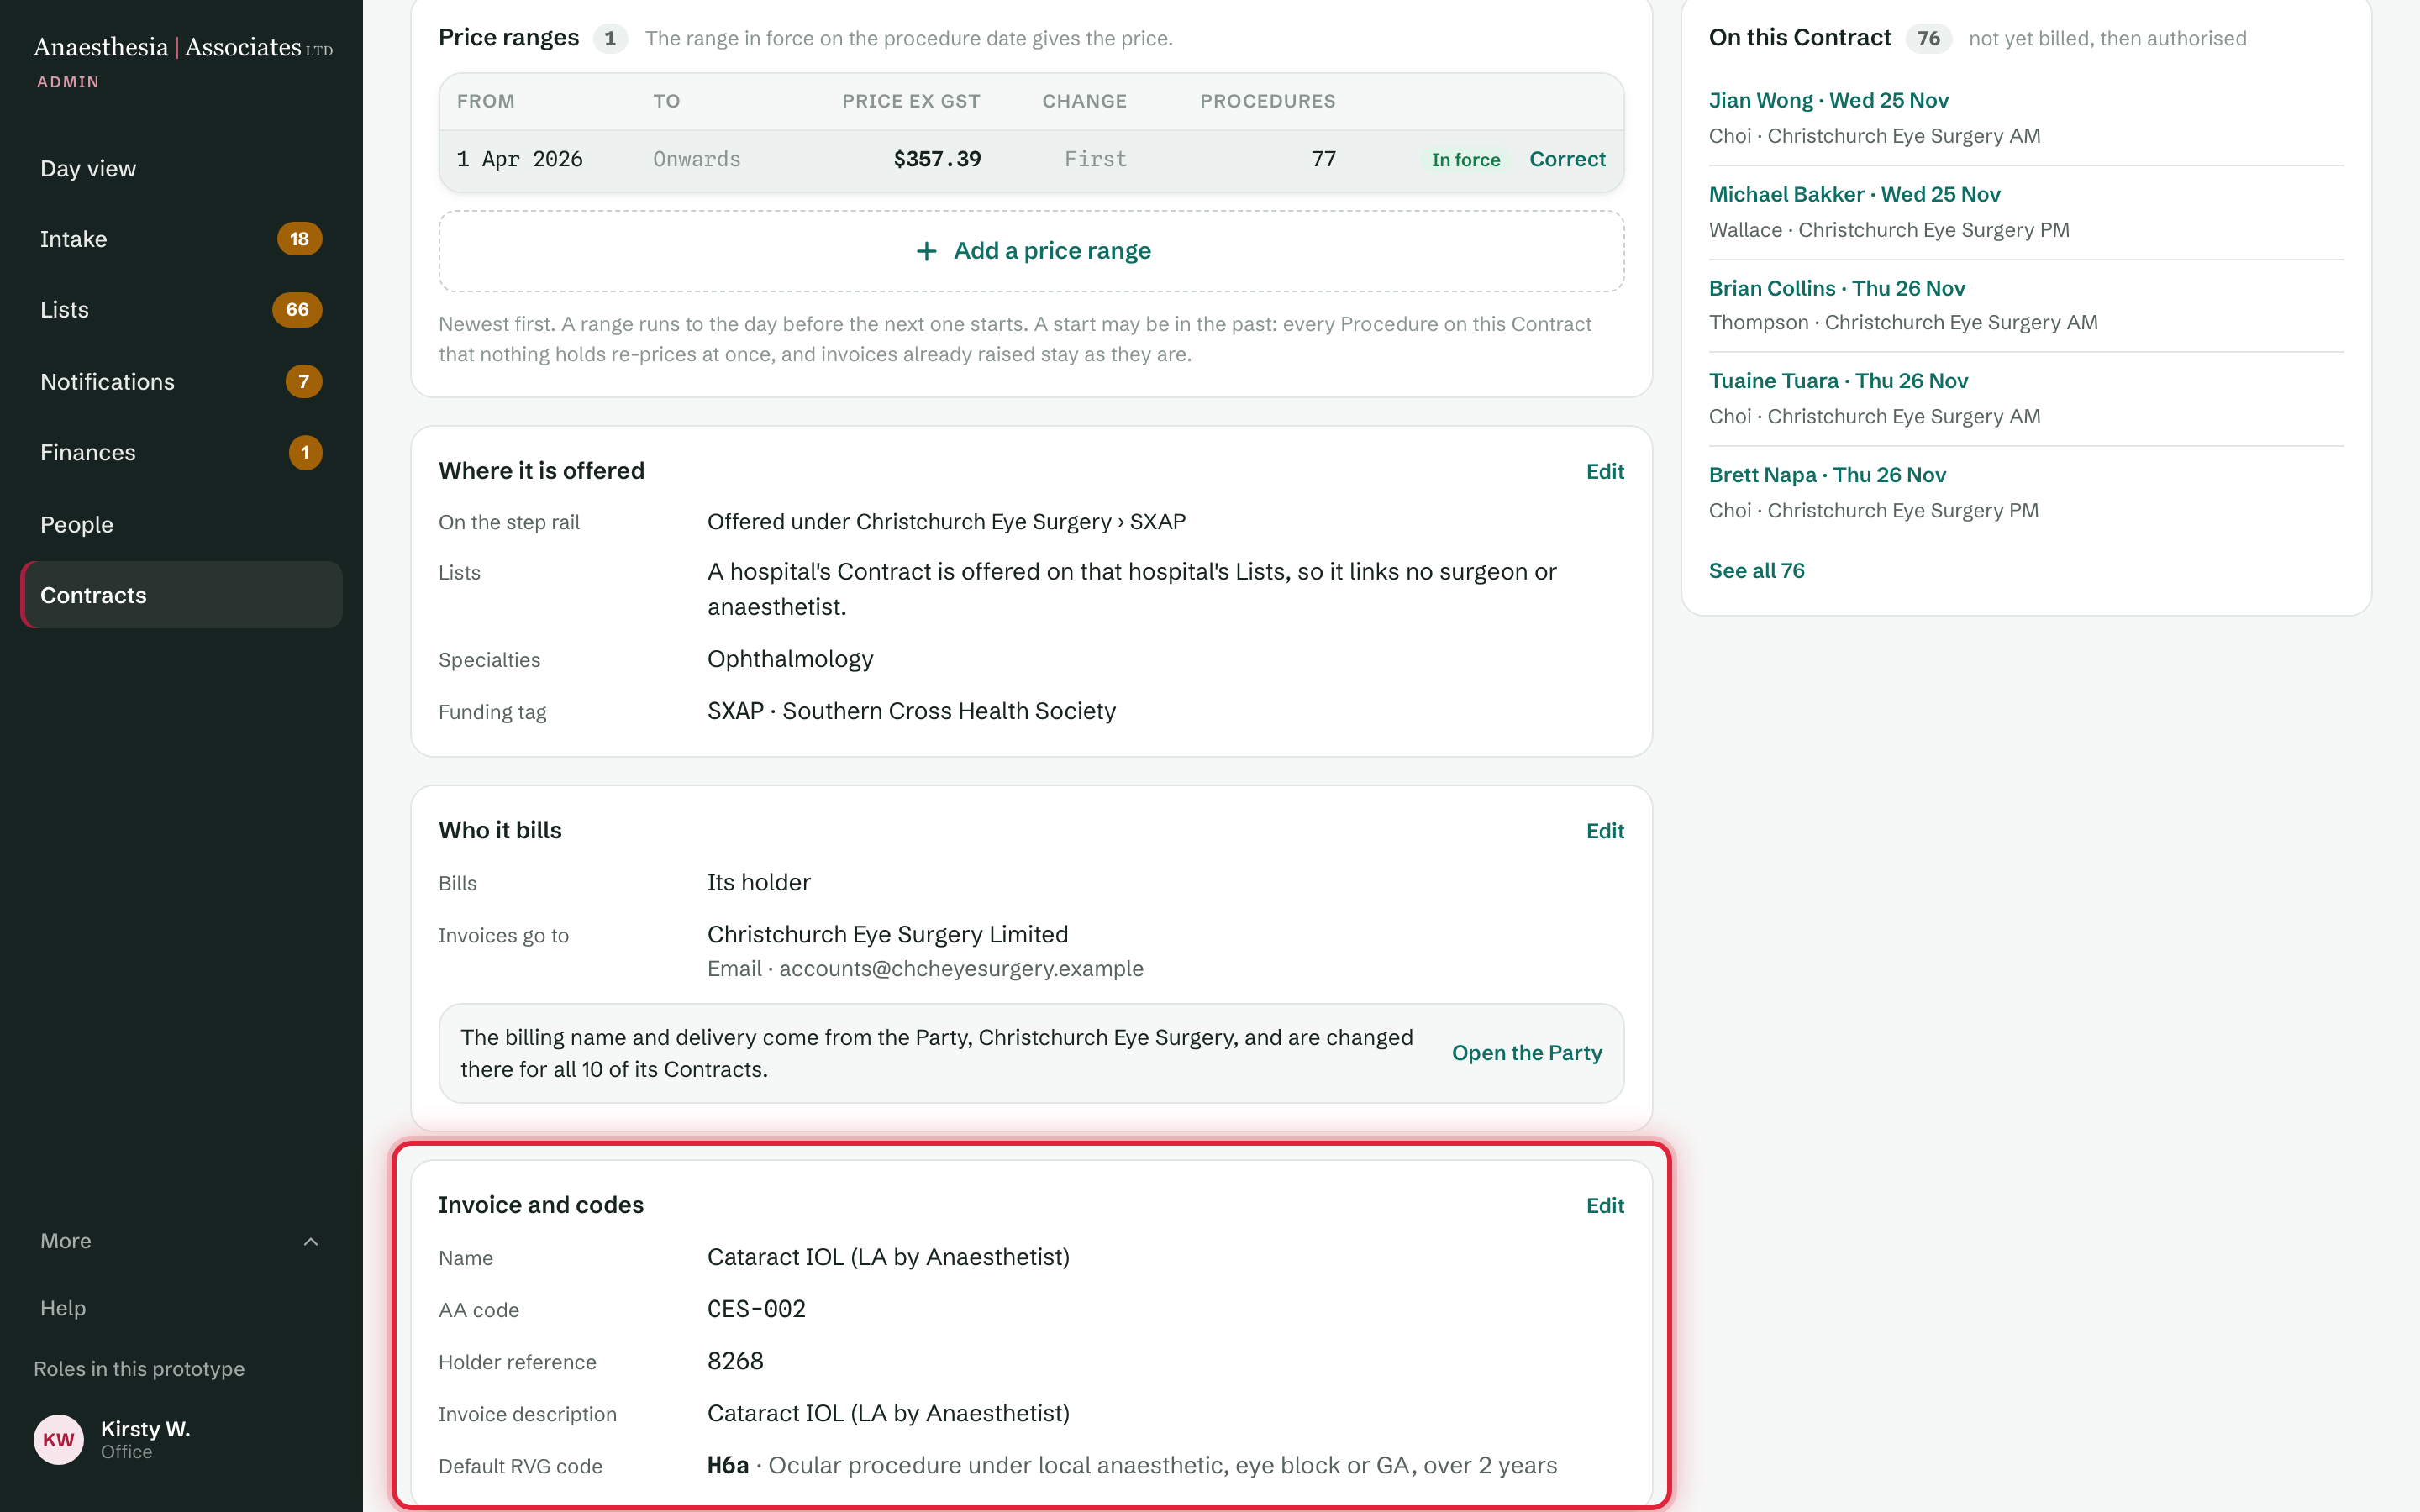 Anaesthesia | Associates LTD
ADMIN
Day view
Intake 18
Lists 66
Notifications 7
Finances 1
People
Contracts
More
Help
Roles in this prototype
KW
Kirsty W.
Office
Price ranges 1 The range in force on the procedure date gives the price.
FROM TO PRICE EX GST CHANGE PROCEDURES
1 Apr 2026 Onwards $357.39 First 77 In force Correct
+ Add a price range
Newest first. A range runs to the day before the next one starts. A start may be in the past: every Procedure on this Contract
that nothing holds re-prices at once, and invoices already raised stay as they are.
Where it is offered Edit
On the step rail Offered under Christchurch Eye Surgery › SXAP
Lists A hospital's Contract is offered on that hospital's Lists, so it links no surgeon or
anaesthetist.
Specialties Ophthalmology
Funding tag SXAP · Southern Cross Health Society
Who it bills Edit
Bills Its holder
Invoices go to Christchurch Eye Surgery Limited
Email · accounts@chcheyesurgery.example
The billing name and delivery come from the Party, Christchurch Eye Surgery, and are changed
there for all 10 of its Contracts.
Open the Party
Invoice and codes Edit
Name Cataract IOL (LA by Anaesthetist)
AA code CES-002
Holder reference 8268
Invoice description Cataract IOL (LA by Anaesthetist)
Default RVG code H6a · Ocular procedure under local anaesthetic, eye block or GA, over 2 years
On this Contract 76 not yet billed, then authorised
Jian Wong · Wed 25 Nov
Choi · Christchurch Eye Surgery AM
Michael Bakker · Wed 25 Nov
Wallace · Christchurch Eye Surgery PM
Brian Collins · Thu 26 Nov
Thompson · Christchurch Eye Surgery AM
Tuaine Tuara · Thu 26 Nov
Choi · Christchurch Eye Surgery AM
Brett Napa · Thu 26 Nov
Choi · Christchurch Eye Surgery PM
See all 76